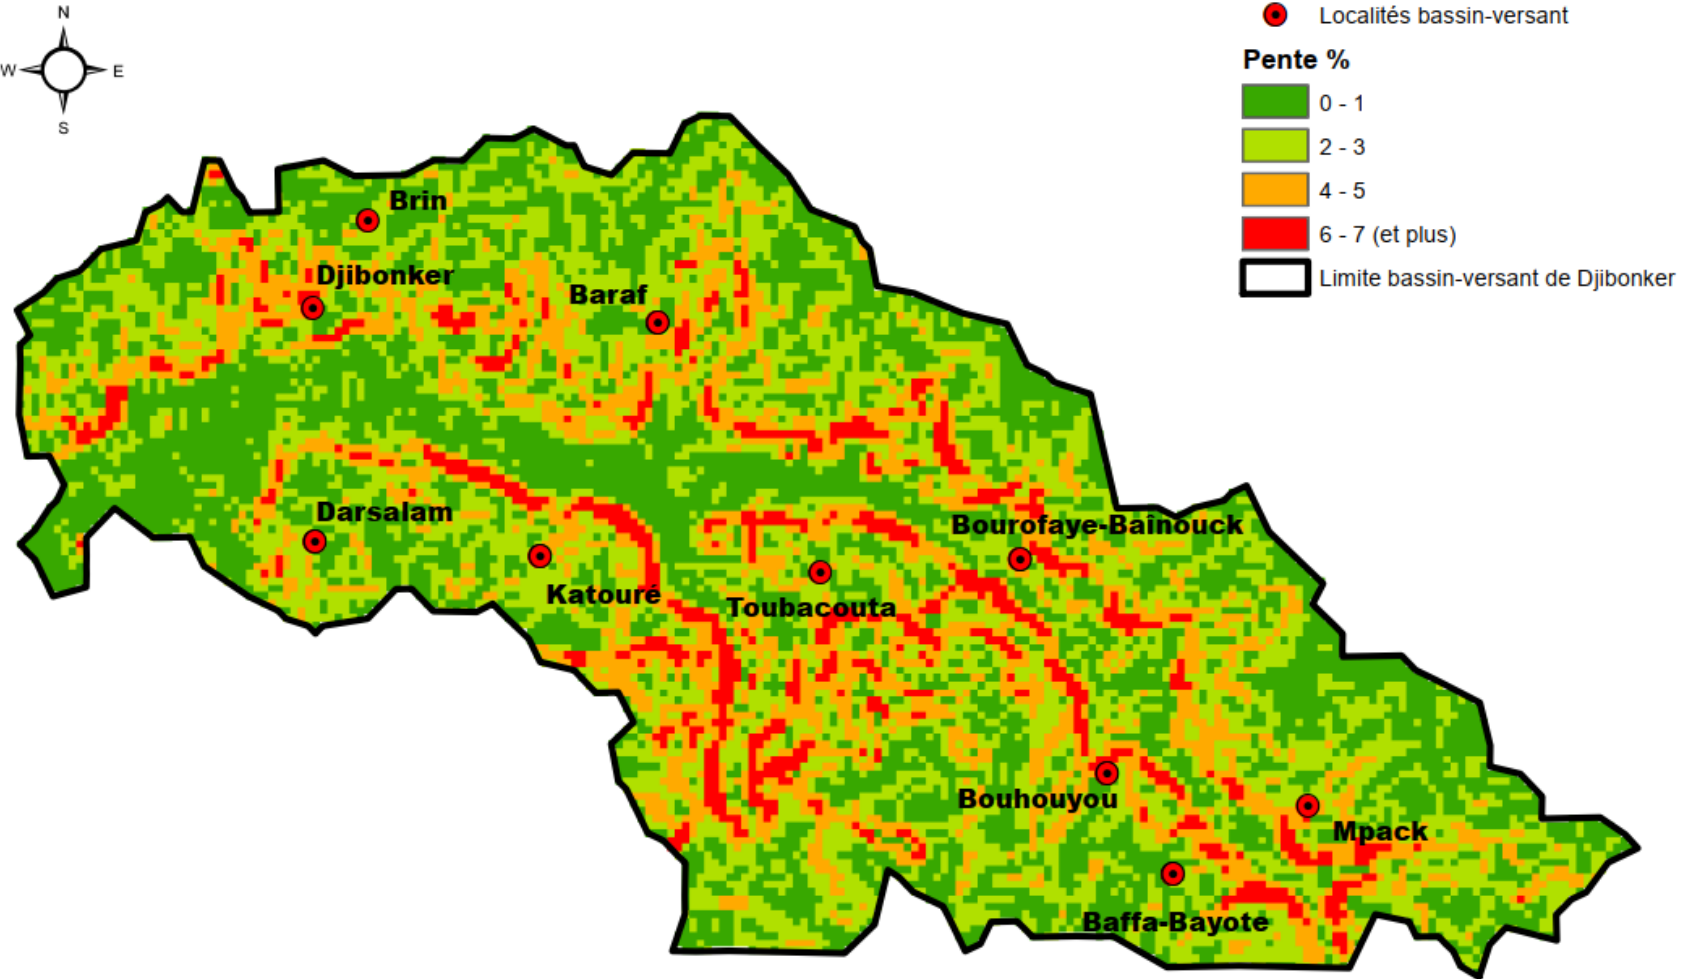 N
W
E
S
Localités bassin-versant
Pente %
0 - 1
2 - 3
4 - 5
6 - 7 (et plus)
Limite bassin-versant de Djibonker
Brin
Djibonker
Baraf
Darsalam
Bourofaye-Baînouck
Katouré
Toubacouta
Bouhouyou
Mpack
Baffa-Bayote